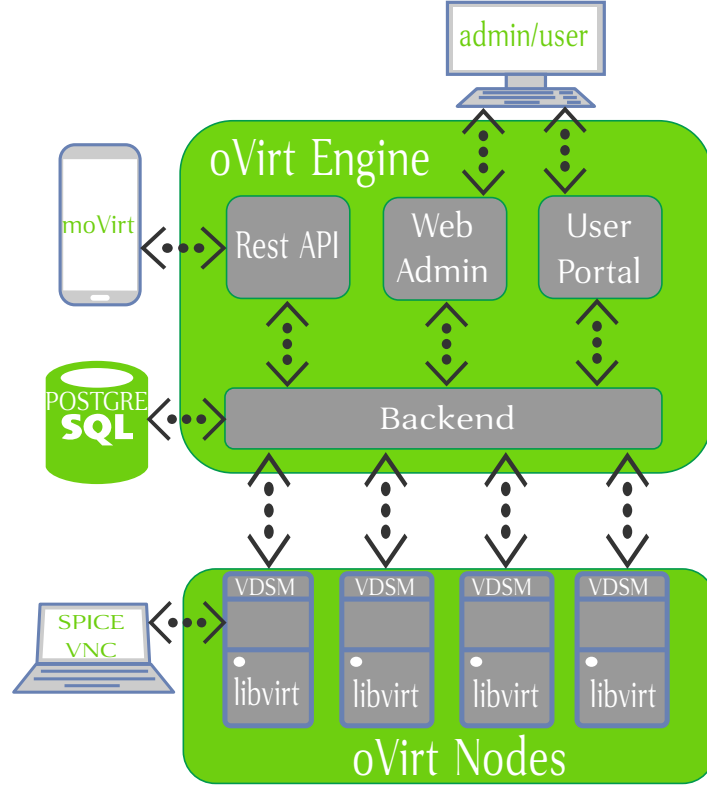 admin/user
oVirt Engine
moVirt
Rest API
Web
Admin
User
Portal
POSTGRE
SQL
Backend
VDSM VDSM VDSM VDSM
SPICE
VNC
libvirt libvirt libvirt libvirt
oVirt Nodes